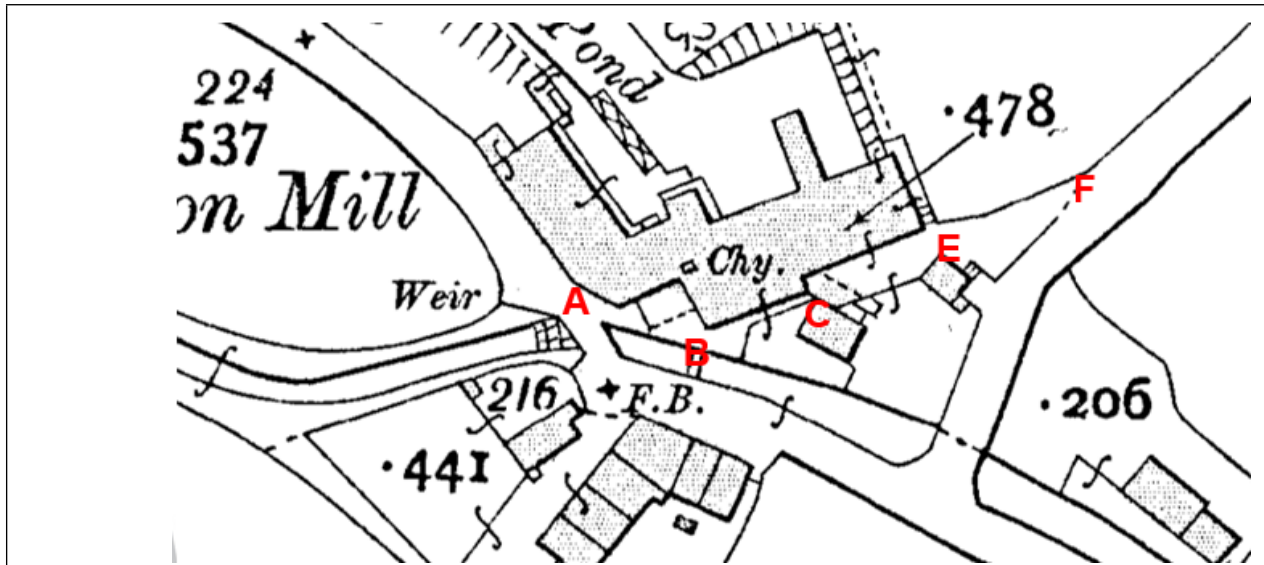 Pond
224
537
·478
on Mill
F
E
Chy.
A
Weir
C
B
216
F.B.
·206
·441